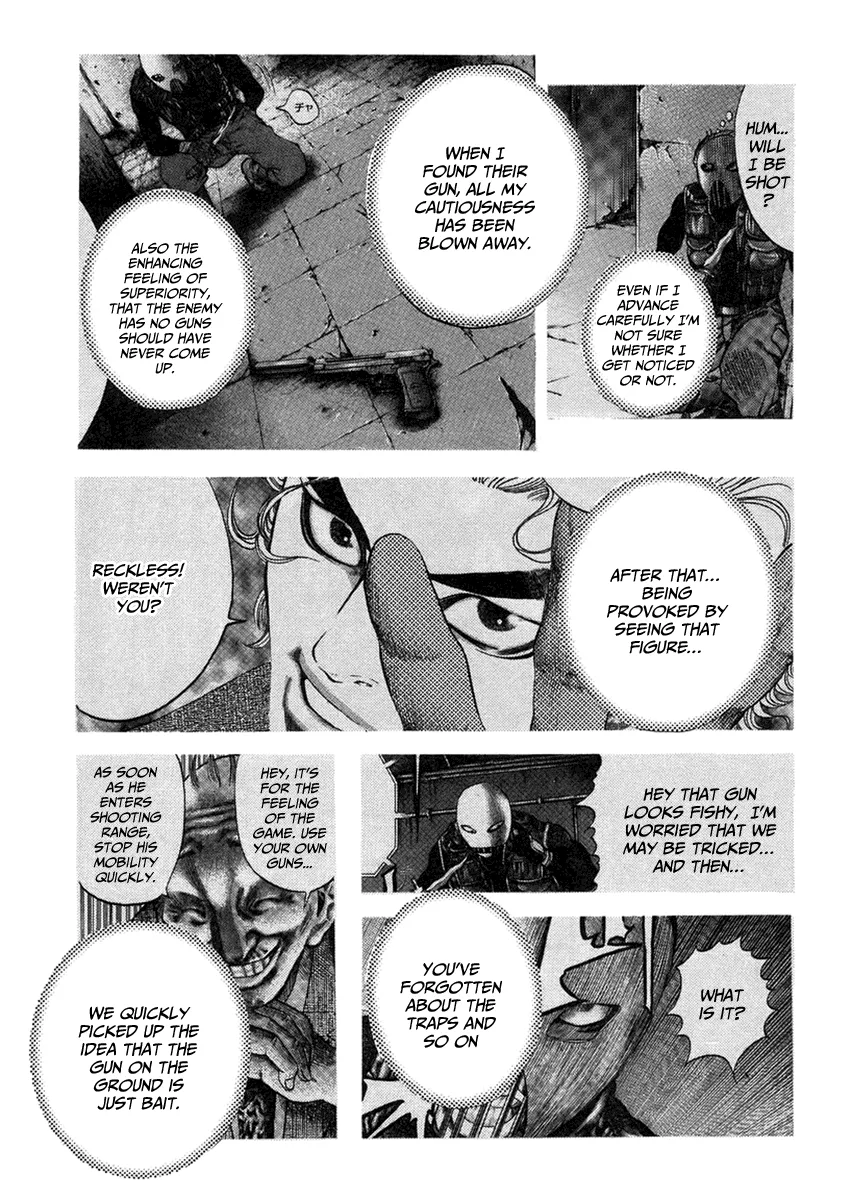 HUM...
WILL
I BE
SHOT
?
EVEN IF I
ADVANCE
CAREFULLY I'M
NOT SURE
WHETHER I
GET NOTICED
OR NOT.
チャ
WHEN I
FOUND THEIR
GUN, ALL MY
CAUTIOUSNESS
HAS BEEN
BLOWN AWAY.
ALSO THE
ENHANCING
FEELING OF
SUPERIORITY,
THAT THE ENEMY
HAS NO GUNS
SHOULD HAVE
NEVER COME
UP.
AFTER THAT...
BEING
PROVOKED BY
SEEING THAT
FIGURE...
RECKLESS!
WEREN'T
YOU?
HEY THAT GUN
LOOKS FISHY, I'M
WORRIED THAT WE
MAY BE TRICKED...
AND THEN...
WHAT
IS IT?
YOU'VE
FORGOTTEN
ABOUT THE
TRAPS AND
SO ON
HEY, IT'S
FOR THE
FEELING
OF THE
GAME. USE
YOUR OWN
GUNS...
AS SOON
AS HE
ENTERS
SHOOTING
RANGE,
STOP HIS
MOBILITY
QUICKLY.
WE QUICKLY
PICKED UP THE
IDEA THAT THE
GUN ON THE
GROUND IS
JUST BAIT.